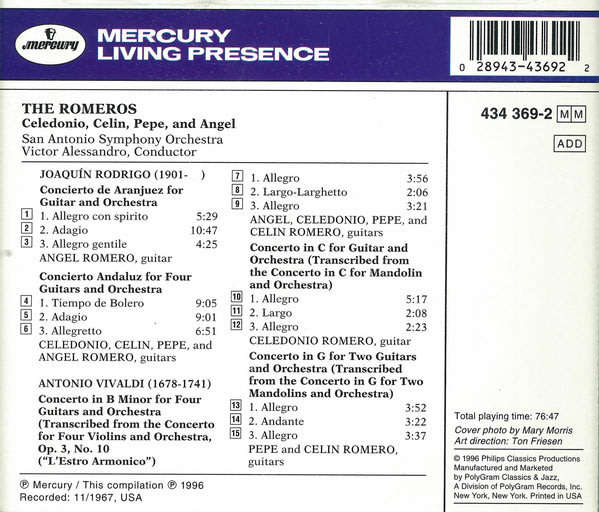 mercury
MERCURY
LIVING PRESENCE
0 28943-43692 2
THE ROMEROS
Celedonio, Celin, Pepe, and Angel
San Antonio Symphony Orchestra
Victor Alessandro, Conductor
JOAQUÍN RODRIGO (1901- )
Concierto de Aranjuez for
Guitar and Orchestra
1 1. Allegro con spirito 5:29
2 2. Adagio 10:47
3 3. Allegro gentile 4:25
ANGEL ROMERO, guitar
Concierto Andaluz for Four
Guitars and Orchestra
4 1. Tiempo de Bolero 9:05
5 2. Adagio 9:01
6 3. Allegretto 6:51
CELEDONIO, CELIN, PEPE, and
ANGEL ROMERO, guitars
ANTONIO VIVALDI (1678-1741)
Concerto in B Minor for Four
Guitars and Orchestra
(Transcribed from the Concerto
for Four Violins and Orchestra,
Op. 3, No. 10
("L'Estro Armonico")
7 1. Allegro 3:56
8 2. Largo-Larghetto 2:06
9 3. Allegro 3:21
ANGEL, CELEDONIO, PEPE, and
CELIN ROMERO, guitars
Concerto in C for Guitar and
Orchestra (Transcribed from
the Concerto in C for Mandolin
and Orchestra)
10 1. Allegro 5:17
11 2. Largo 2:08
12 3. Allegro 2:23
CELEDONIO ROMERO, guitar
Concerto in G for Two Guitars
and Orchestra (Transcribed
from the Concerto in G for Two
Mandolins and Orchestra)
13 1. Allegro 3:52
14 2. Andante 3:22
15 3. Allegro 3:37
PEPE and CELIN ROMERO,
guitars
℗ Mercury / This compilation ℗ 1996
Recorded: 11/1967, USA
434 369-2 MM
ADD
Total playing time: 76:47
Cover photo by Mary Morris
Art direction: Ton Friesen
© 1996 Philips Classics Productions
Manufactured and Marketed
by PolyGram Classics & Jazz,
A Division of PolyGram Records, Inc.
New York, New York. Printed in USA